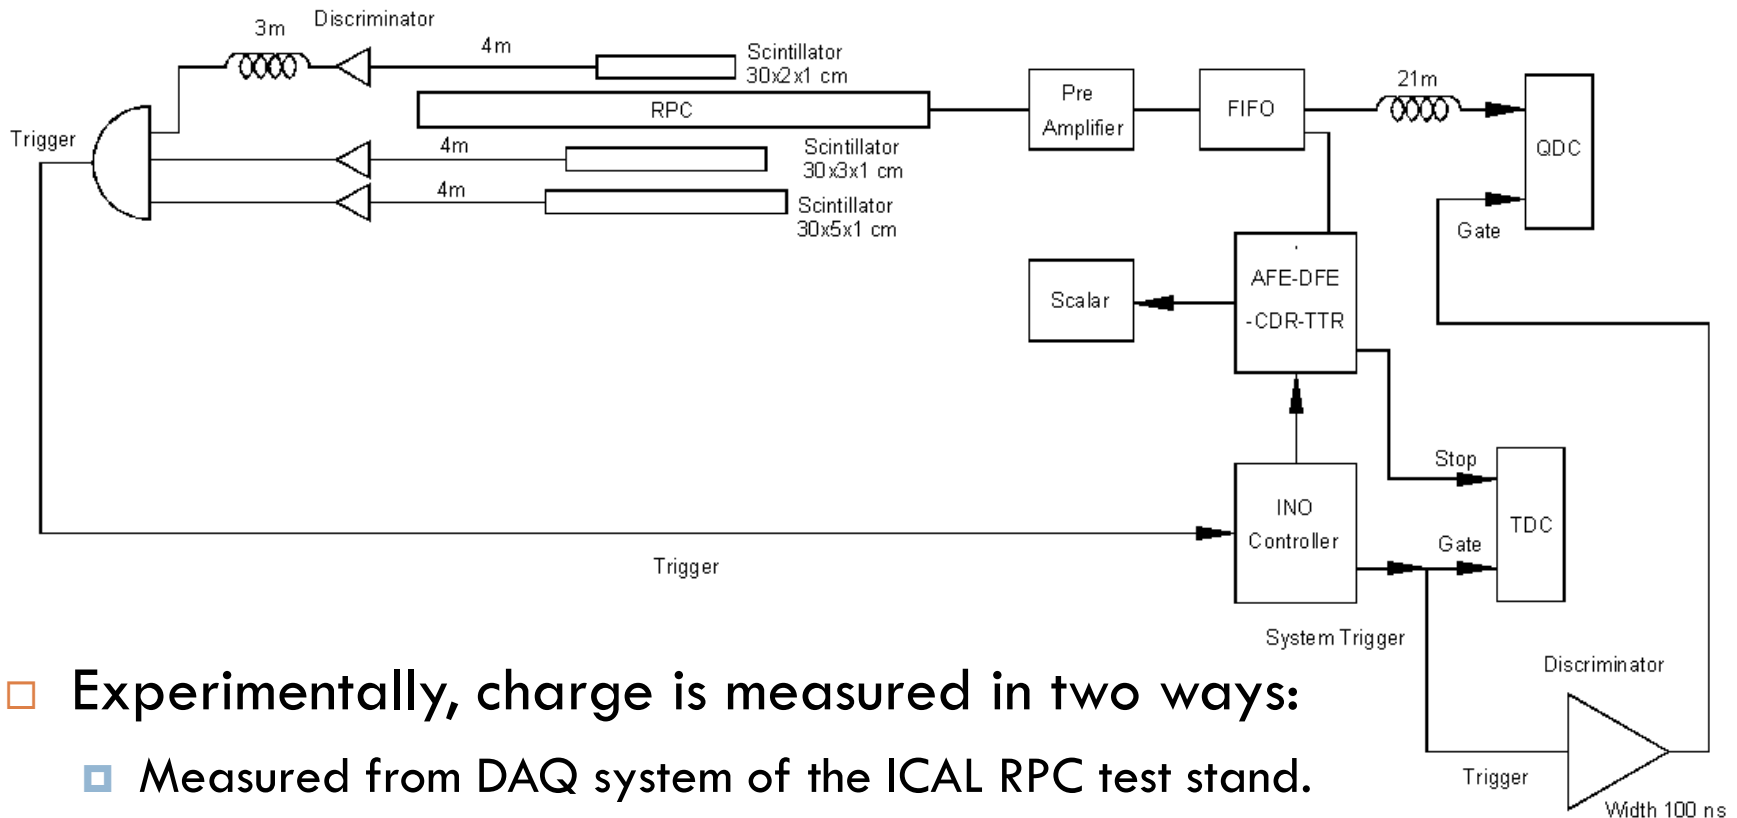 Discriminator
3m
4m
Scintillator
30x2x1 cm
RPC
Pre
Amplifier
FIFO
21m
QDC
Trigger
4m
Scintillator
30x3x1 cm
4m
Scintillator
30x5x1 cm
Gate
Scalar
AFE-DFE
-CDR-TTR
Stop
INO
Controller
Gate
TDC
Trigger
System Trigger
Discriminator
Trigger
Width 100 ns
Experimentally, charge is measured in two ways:
Measured from DAQ system of the ICAL RPC test stand.